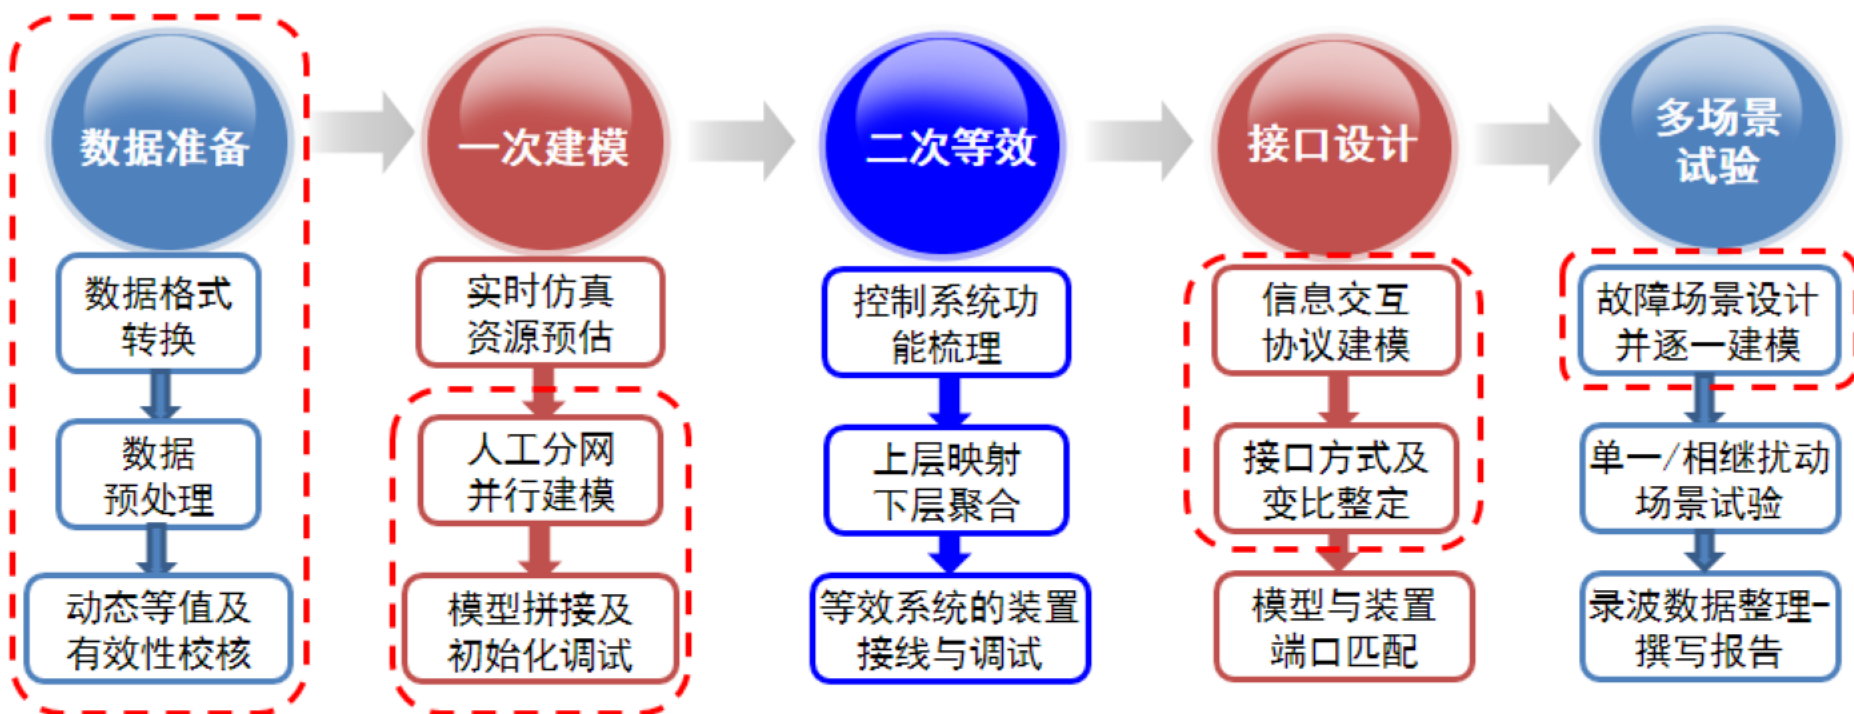 数据准备
一次建模
二次等效
接口设计
多场景
试验
数据格式
转换
数据
预处理
动态等值及
有效性校核
实时仿真
资源预估
人工分网
并行建模
模型拼接及
初始化调试
控制系统功
能梳理
上层映射
下层聚合
等效系统的装置
接线与调试
信息交互
协议建模
接口方式及
变比整定
模型与装置
端口匹配
故障场景设计
并逐一建模
单一/相继扰动
场景试验
录波数据整理-
撰写报告